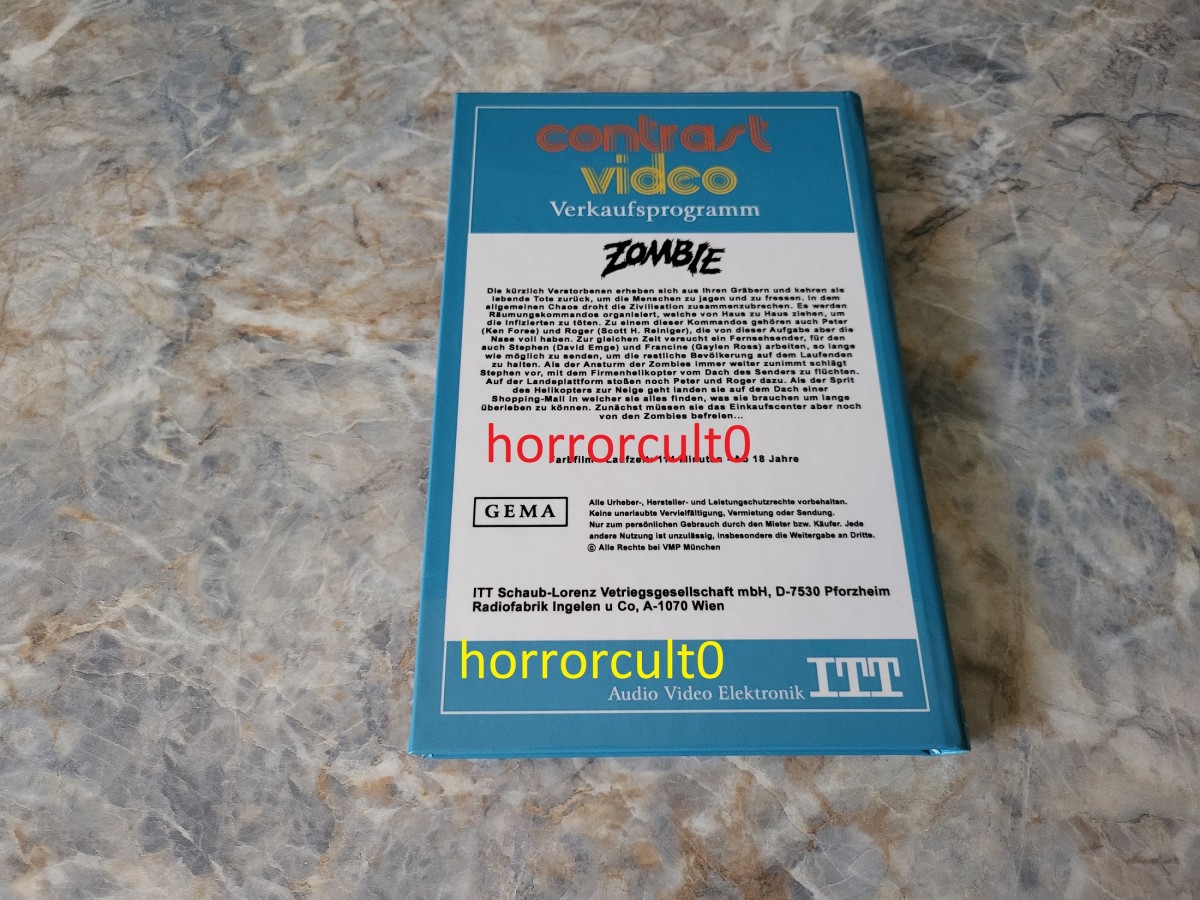 contrast
video
Verkaufsprogramm
ZOMBIE
Die kürzlich Verstorbenen erheben sich aus ihren Gräbern und kehren als
lebende Tote zurück, um die Menschen zu jagen und zu fressen. In dem
allgemeinen Chaos droht die Zivilisation zusammenzubrechen. Es werden
Räumungskommandos organisiert, welche von Haus zu Haus ziehen, um
die Infizierten zu töten. Zu einem dieser Kommandos gehören auch Peter
(Ken Foree) und Roger (Scott H. Reiniger), die von dieser Aufgabe aber die
Nase voll haben. Zur gleichen Zeit versucht ein Fernsehsender, für den
auch Stephen (David Emge) und Francine (Gaylen Ross) arbeiten, so lange
wie möglich zu senden, um die restliche Bevölkerung auf dem Laufenden
zu halten. Als der Ansturm der Zombies immer weiter zunimmt schlägt
Stephen vor, mit dem Firmenhelikopter vom Dach des Senders zu flüchten.
Auf der Landeplattform stoßen noch Peter und Roger dazu. Als der Sprit
des Helikopters zur Neige geht landen sie auf dem Dach einer
Shopping-Mall in welcher sie alles finden, was sie brauchen um lange
überleben zu können. Zunächst müssen sie das Einkaufscenter aber noch
von den Zombies befreien...
horrorcult0
Farbfilm - Laufzeit: Minuten - Ab 18 Jahre
GEMA
Alle Urheber-, Hersteller- und Leistungsschutzrechte vorbehalten.
Keine unerlaubte Vervielfältigung, Vermietung oder Sendung.
Nur zum persönlichen Gebrauch durch den Mieter bzw. Käufer. Jede
andere Nutzung ist unzulässig, insbesondere die Weitergabe an Dritte.
© Alle Rechte bei VMP München
ITT Schaub-Lorenz Vetriegsgesellschaft mbH, D-7530 Pforzheim
Radiofabrik Ingelen u Co, A-1070 Wien
horrorcult0
Audio Video Elektronik ITT